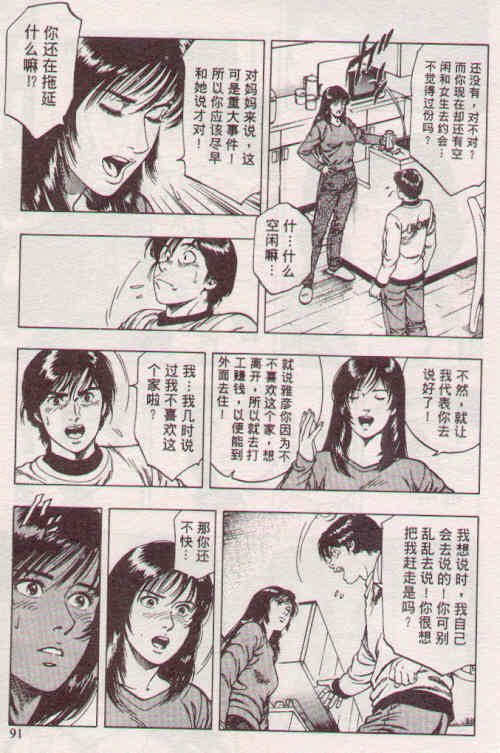 还没有，对不对？
而你现在却还有空
闲和女生去约会…
不觉得过份吗？
什…什么
空闲嘛…
对妈妈来说，这
可是重大事件！
所以你应该尽早
和她说才对！
你还在拖延
什么嘛!?
不然，就让
我代表你去
说好了！
就说雅彦你因为不
不喜欢这个家，想
离开，所以就去打
工赚钱，以便能到
外面去住！
我…我几时说
过我不喜欢这
个家啦？
我想说时，我自己
会去说的！你可别
乱乱去说！你很想
把我赶走是吗？
那你还
不快…
91